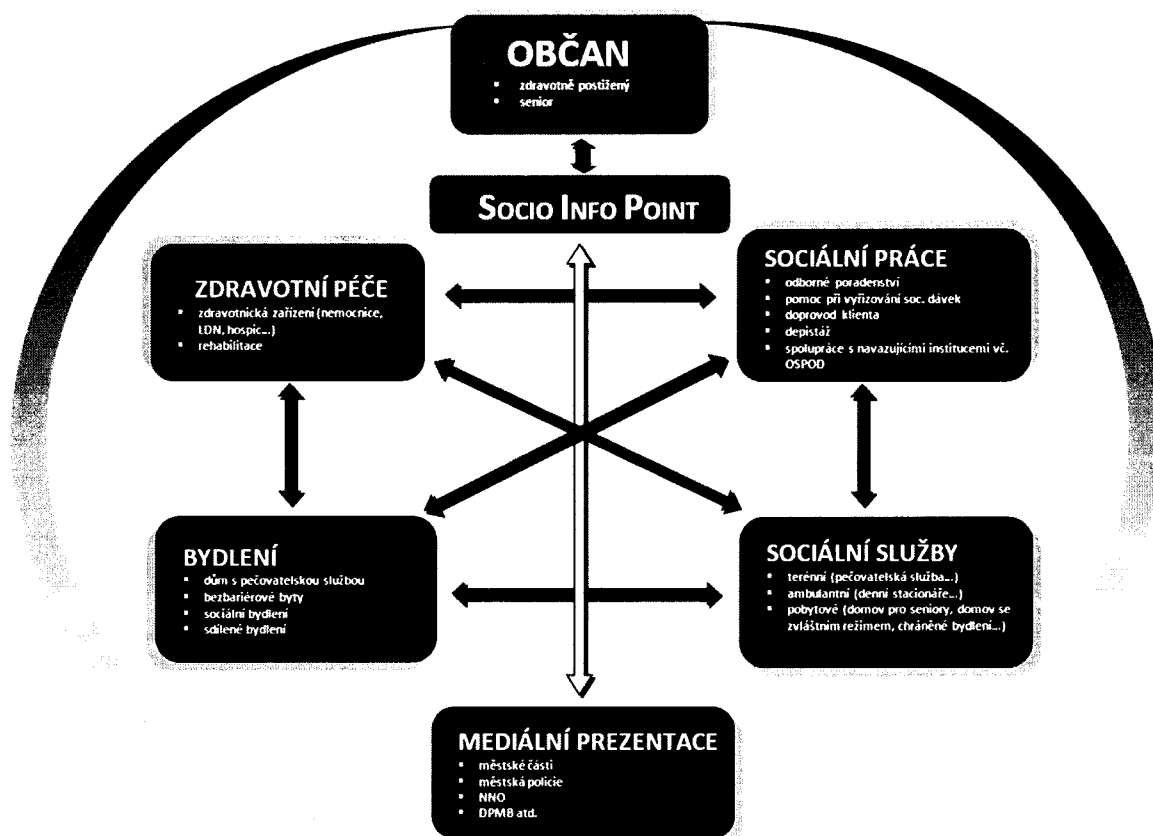 OBČAN
▪ zdravotně postižený
▪ senior
SOCIO INFO POINT
ZDRAVOTNÍ PÉČE
▪ zdravotnická zařízení (nemocnice,
LDN, hospic...)
▪ rehabilitace
SOCIÁLNÍ PRÁCE
▪ odborné poradenství
▪ pomoc při vyřizování soc. dávek
▪ doprovod klienta
▪ depistáž
▪ spolupráce s navazujícími institucemi vč.
OSPOD
BYDLENÍ
▪ dům s pečovatelskou službou
▪ bezbariérové byty
▪ sociální bydlení
▪ sdílené bydlení
SOCIÁLNÍ SLUŽBY
▪ terénní (pečovatelská služba...)
▪ ambulantní (denní stacionáře...)
▪ pobytové (domov pro seniory, domov se
zvláštním režimem, chráněné bydlení...)
MEDIÁLNÍ PREZENTACE
▪ městské části
▪ městská policie
▪ NNO
▪ DPMB atd.